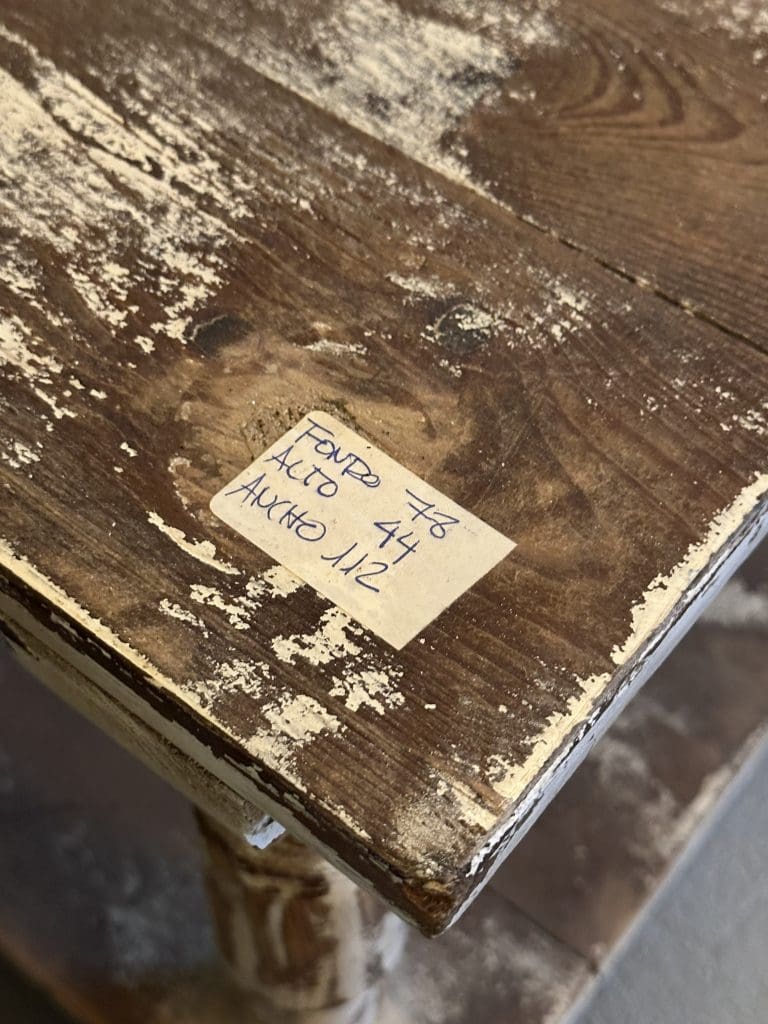 FONDO 78
ALTO 44
ANCHO 112